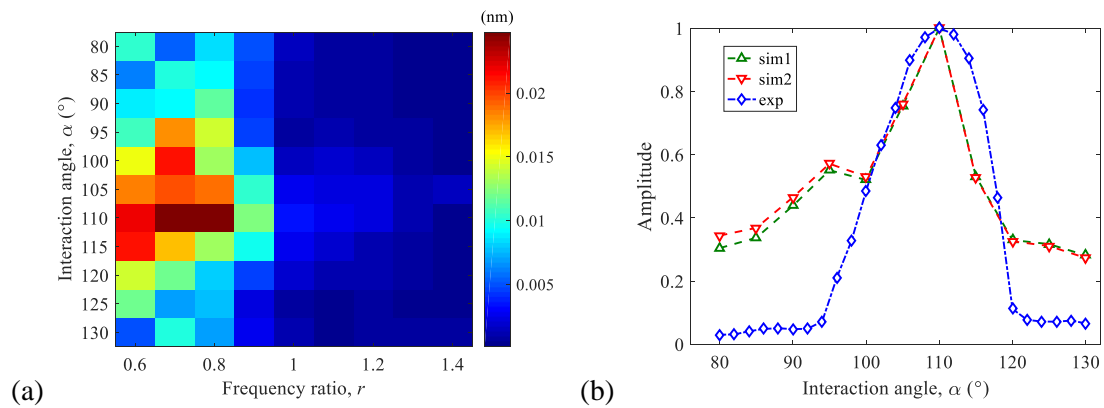 (nm)
80
85
90
95
100
105
110
115
120
125
130
Interaction angle, α (°)
0.6 0.8 1 1.2 1.4
Frequency ratio, r
0.02
0.015
0.01
0.005
(a)
1
0.8
0.6
0.4
0.2
0
Amplitude
sim1
sim2
exp
80 90 100 110 120 130
Interaction angle, α (°)
(b)